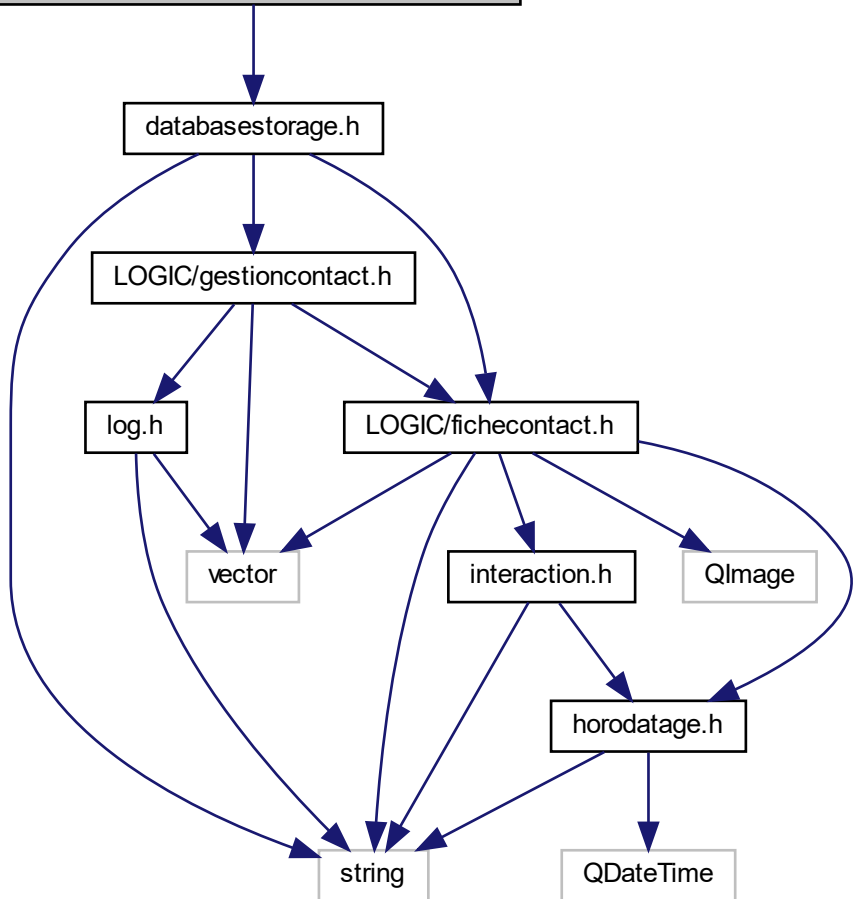 databasestorage.h
LOGIC/gestioncontact.h
log.h
LOGIC/fichecontact.h
vector
interaction.h
QImage
horodatage.h
string
QDateTime